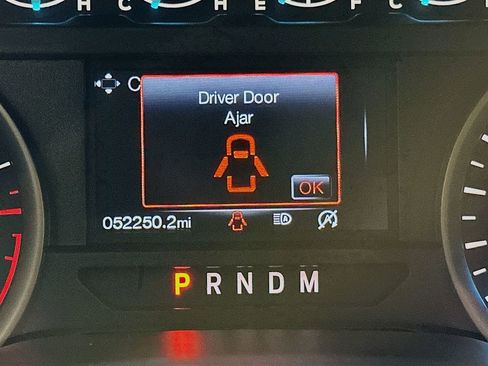 H C H E F C
C
Driver Door
Ajar
OK
052250.2mi
A
A
P R N D M